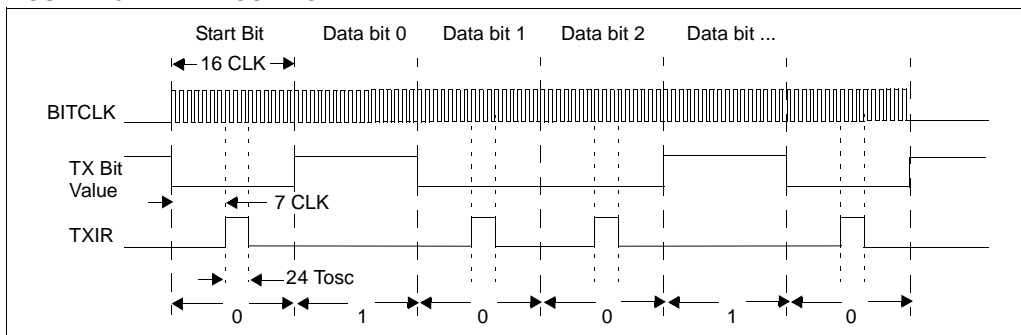 Start Bit Data bit 0 Data bit 1 Data bit 2 Data bit ...
16 CLK
BITCLK
TX Bit
Value
7 CLK
TXIR
24 Tosc
0 1 0 0 1 0